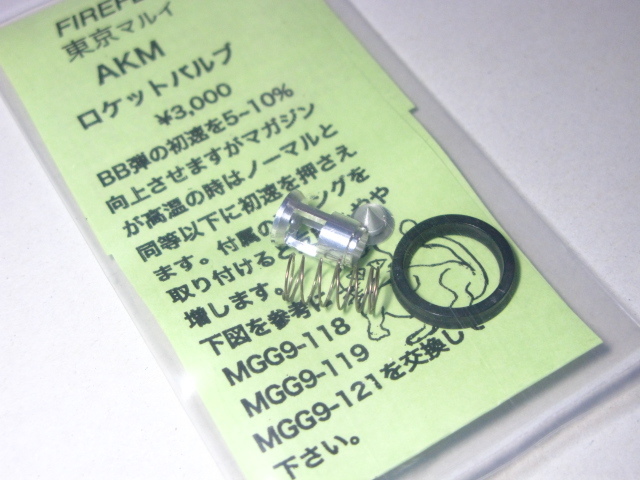 東京マルイ
AKM
ロケットバルブ
¥3,000
BB弾の初速を5~10%
向上させますがマガジン
が高温の時はノーマルと
同等以下に初速を押さえ
ます。付属の ングを
取り付けると やや
増します。
下図を参考に
MGG9-118
MGG9-119
MGG9-121を交換して
下さい。